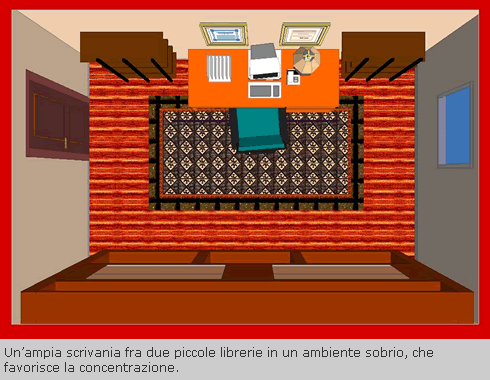 Un’ampia scrivania fra due piccole librerie in un ambiente sobrio, che
favorisce la concentrazione.